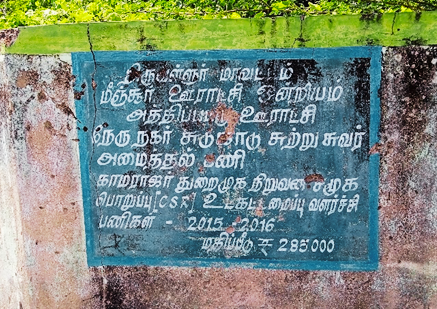 திருவள்ளூர் மாவட்டம்
மீஞ்சூர் ஊராட்சி ஒன்றியம்
அத்திப்பட்டு ஊராட்சி
நேரு நகர் சுடுகாடு சுற்று சுவர்
அமைத்தல் பணி
காமராஜர் துறைமுக நிறுவன சமூக
பொறுப்பு (CSR) உட்கட்டமைப்பு வளர்ச்சி
பணிகள் - 2015-2016
மதிப்பீடு ₹ 285000